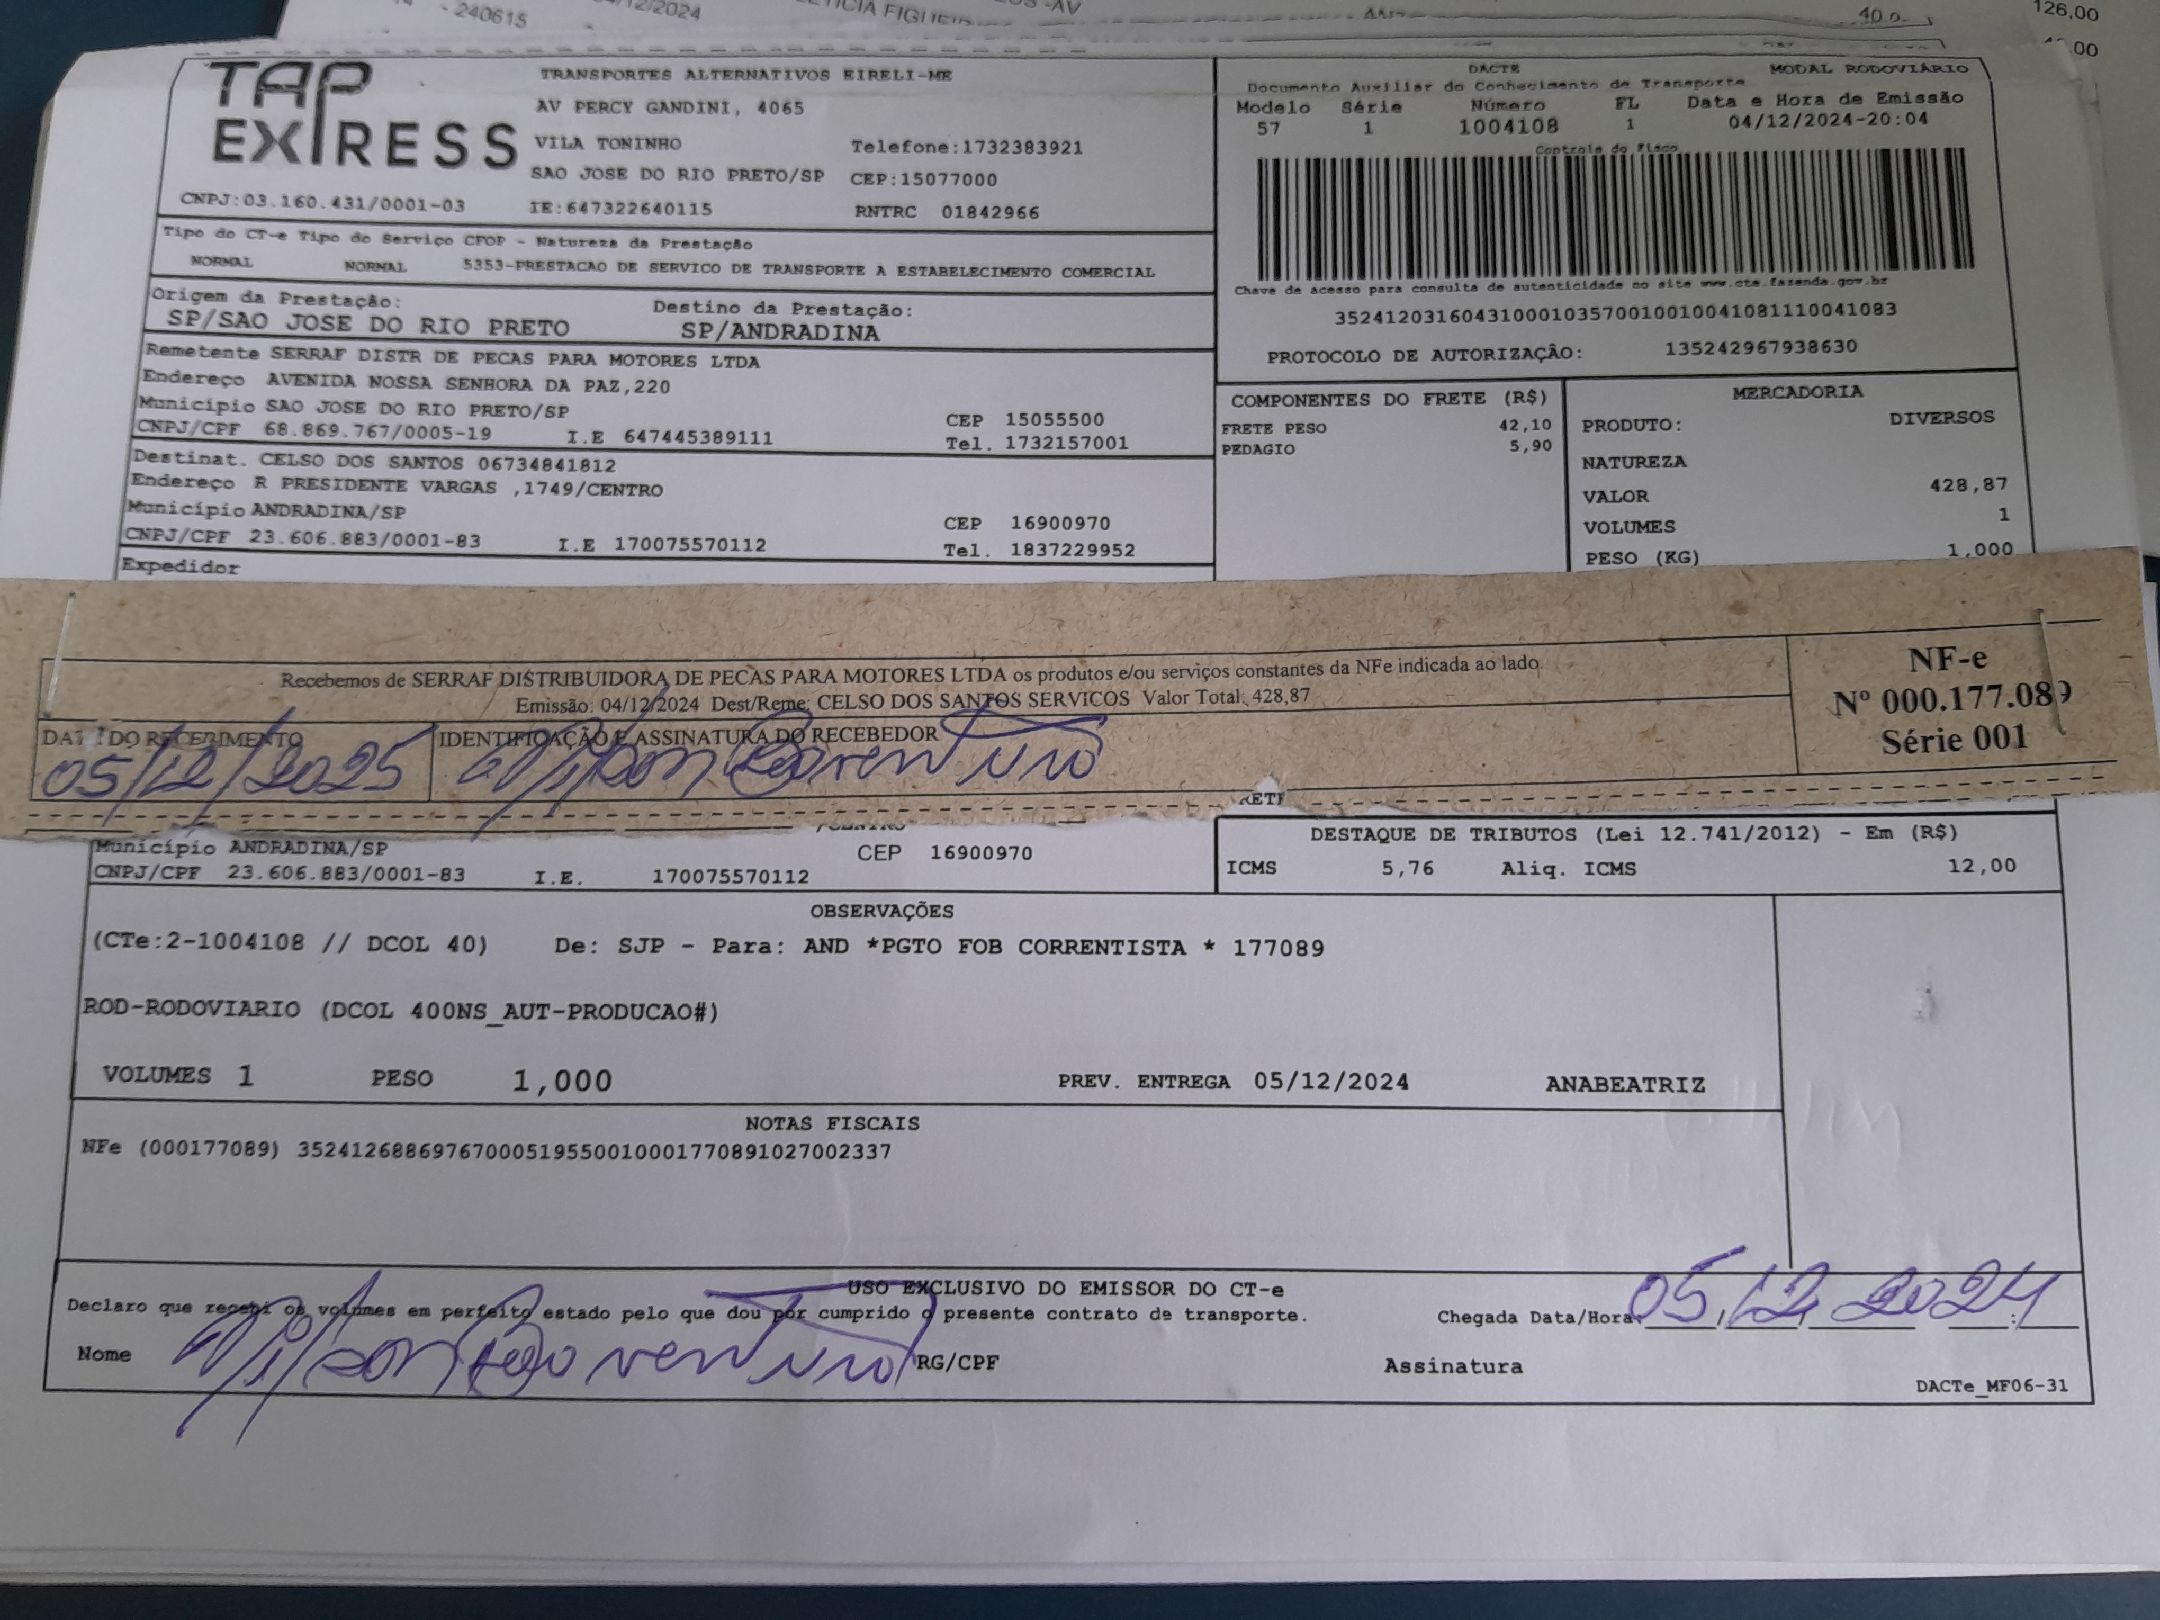 - 240615
/12/2024
126,00
TAP
EXPRESS
TRANSPORTES ALTERNATIVOS EIRELI-ME
AV PERCY GANDINI, 4065
VILA TONINHO Telefone:1732383921
SAO JOSE DO RIO PRETO/SP CEP:15077000
CNPJ:03.160.431/0001-03 IE:647322640115 RNTRC 01842966
DACTE MODAL RODOVIÁRIO
Documento Auxiliar do Conhecimento de Transporte
Modelo Série Número FL Data e Hora de Emissão
57 1 1004108 1 04/12/2024-20:04
Controle do Fisco
Chave de acesso para consulta de autenticidade no site www.cte.fazenda.gov.br
35241203160431000103570010010041081110041083
PROTOCOLO DE AUTORIZAÇÃO: 135242967938630
Tipo do CT-e Tipo do Serviço CFOP - Natureza da Prestação
NORMAL NORMAL 5353-PRESTACAO DE SERVICO DE TRANSPORTE A ESTABELECIMENTO COMERCIAL
Origem da Prestação: Destino da Prestação:
SP/SAO JOSE DO RIO PRETO SP/ANDRADINA
Remetente SERRAF DISTR DE PECAS PARA MOTORES LTDA
Endereço AVENIDA NOSSA SENHORA DA PAZ,220
Município SAO JOSE DO RIO PRETO/SP CEP 15055500
CNPJ/CPF 68.869.767/0005-19 I.E 647445389111 Tel. 1732157001
Destinat. CELSO DOS SANTOS 06734841812
Endereço R PRESIDENTE VARGAS ,1749/CENTRO
Município ANDRADINA/SP CEP 16900970
CNPJ/CPF 23.606.883/0001-83 I.E 170075570112 Tel. 1837229952
Expedidor
COMPONENTES DO FRETE (R$)
FRETE PESO 42,10
PEDAGIO 5,90
MERCADORIA
PRODUTO: DIVERSOS
NATUREZA
VALOR 428,87
VOLUMES 1
PESO (KG) 1,000
Recebemos de SERRAF DISTRIBUIDORA DE PECAS PARA MOTORES LTDA os produtos e/ou serviços constantes da NFe indicada ao lado.
Emissão: 04/12/2024 Dest/Reme: CELSO DOS SANTOS SERVICOS Valor Total: 428,87
DATA DO RECEBIMENTO IDENTIFICAÇÃO E ASSINATURA DO RECEBEDOR
05/12/2025
NF-e
Nº 000.177.089
Série 001
Município ANDRADINA/SP CEP 16900970
CNPJ/CPF 23.606.883/0001-83 I.E. 170075570112
DESTAQUE DE TRIBUTOS (Lei 12.741/2012) - Em (R$)
ICMS 5,76 Aliq. ICMS 12,00
OBSERVAÇÕES
(CTe:2-1004108 // DCOL 40) De: SJP - Para: AND *PGTO FOB CORRENTISTA * 177089
ROD-RODOVIARIO (DCOL 400NS_AUT-PRODUCAO#)
VOLUMES 1 PESO 1,000 PREV. ENTREGA 05/12/2024 ANABEATRIZ
NOTAS FISCAIS
NFe (000177089) 35241268869767000519550010001770891027002337
USO EXCLUSIVO DO EMISSOR DO CT-e
Declaro que recebi os volumes em perfeito estado pelo que dou por cumprido o presente contrato de transporte.
Chegada Data/Hora: 05/12/2024
Nome RG/CPF Assinatura
DACTe_MF06-31